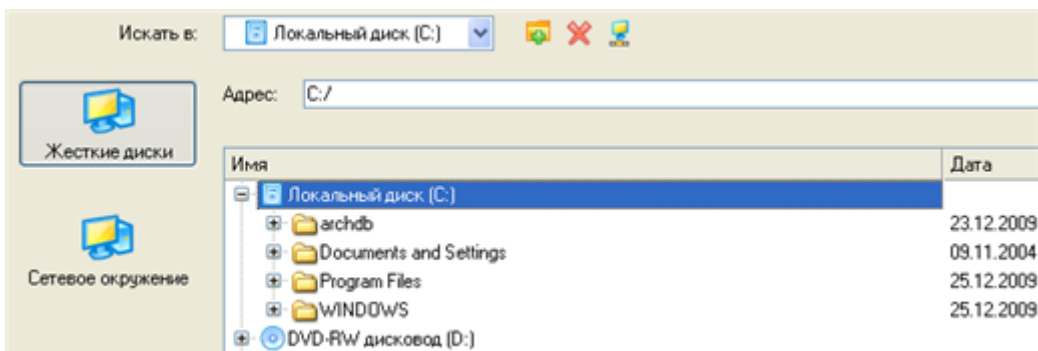 Искать в: Локальный диск (C:)
Адрес: C:/
Жесткие диски
Имя Дата
Локальный диск (C:)
archdb 23.12.2009
Documents and Settings 09.11.2004
Сетевое окружение
Program Files 25.12.2009
WINDOWS 25.12.2009
DVD-RW дисковод (D:)